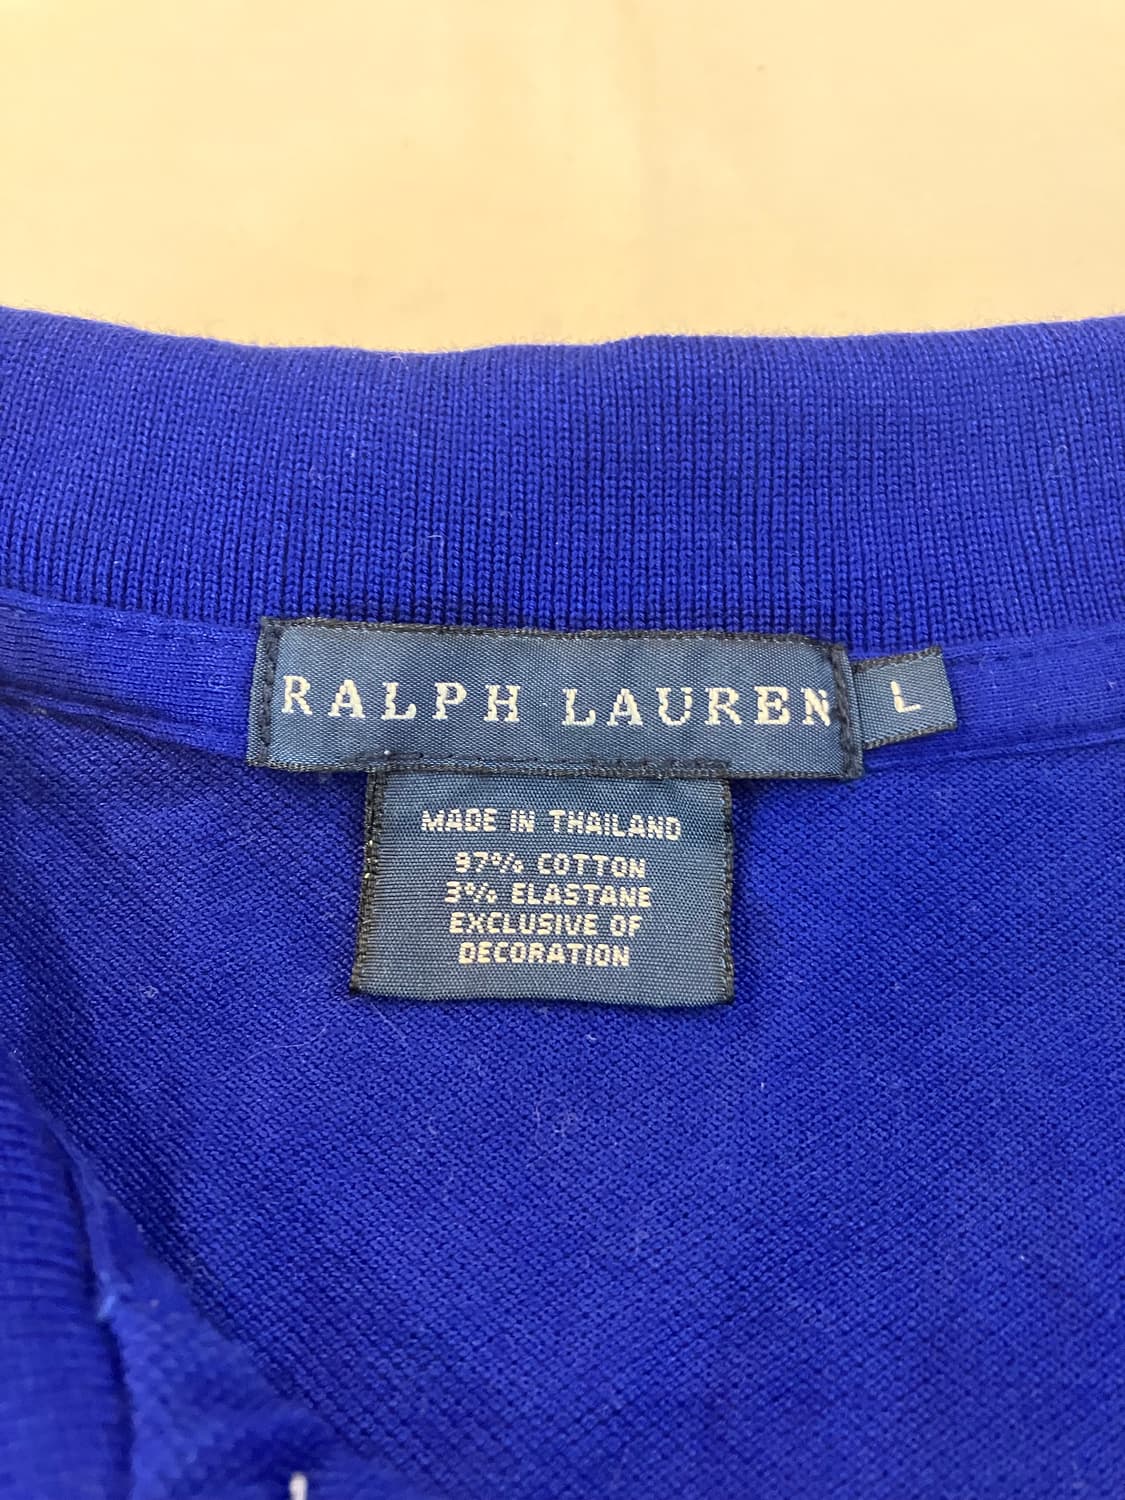 RALPH LAUREN
L
MADE IN THAILAND
97% COTTON
3% ELASTANE
EXCLUSIVE OF
DECORATION